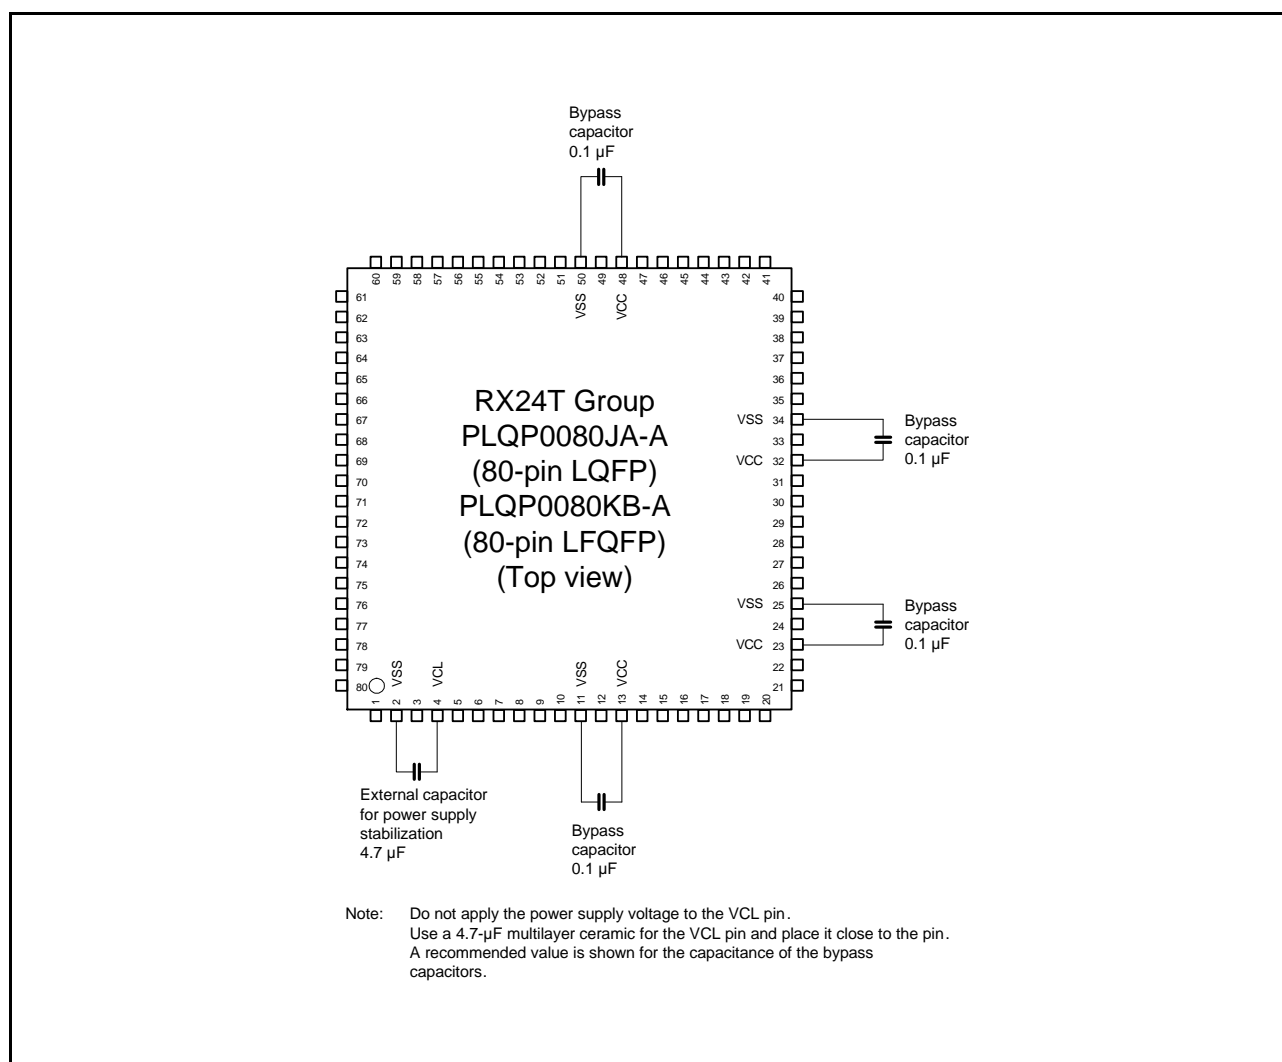 Bypass
capacitor
0.1 µF
60 59 58 57 56 55 54 53 52 51 50 49 48 47 46 45 44 43 42 41
VSS VCC
61
62
63
64
65
66
67
68
69
70
71
72
73
74
75
76
77
78
79
80
RX24T Group
PLQP0080JA-A
(80-pin LQFP)
PLQP0080KB-A
(80-pin LFQFP)
(Top view)
40
39
38
37
36
35
VSS 34
33
VCC 32
31
30
29
28
27
26
VSS 25
24
VCC 23
22
21
Bypass
capacitor
0.1 µF
Bypass
capacitor
0.1 µF
VSS VCL VSS VCC
1 2 3 4 5 6 7 8 9 10 11 12 13 14 15 16 17 18 19 20
External capacitor
for power supply
stabilization
4.7 µF
Bypass
capacitor
0.1 µF
Note: Do not apply the power supply voltage to the VCL pin.
Use a 4.7-µF multilayer ceramic for the VCL pin and place it close to the pin.
A recommended value is shown for the capacitance of the bypass
capacitors.